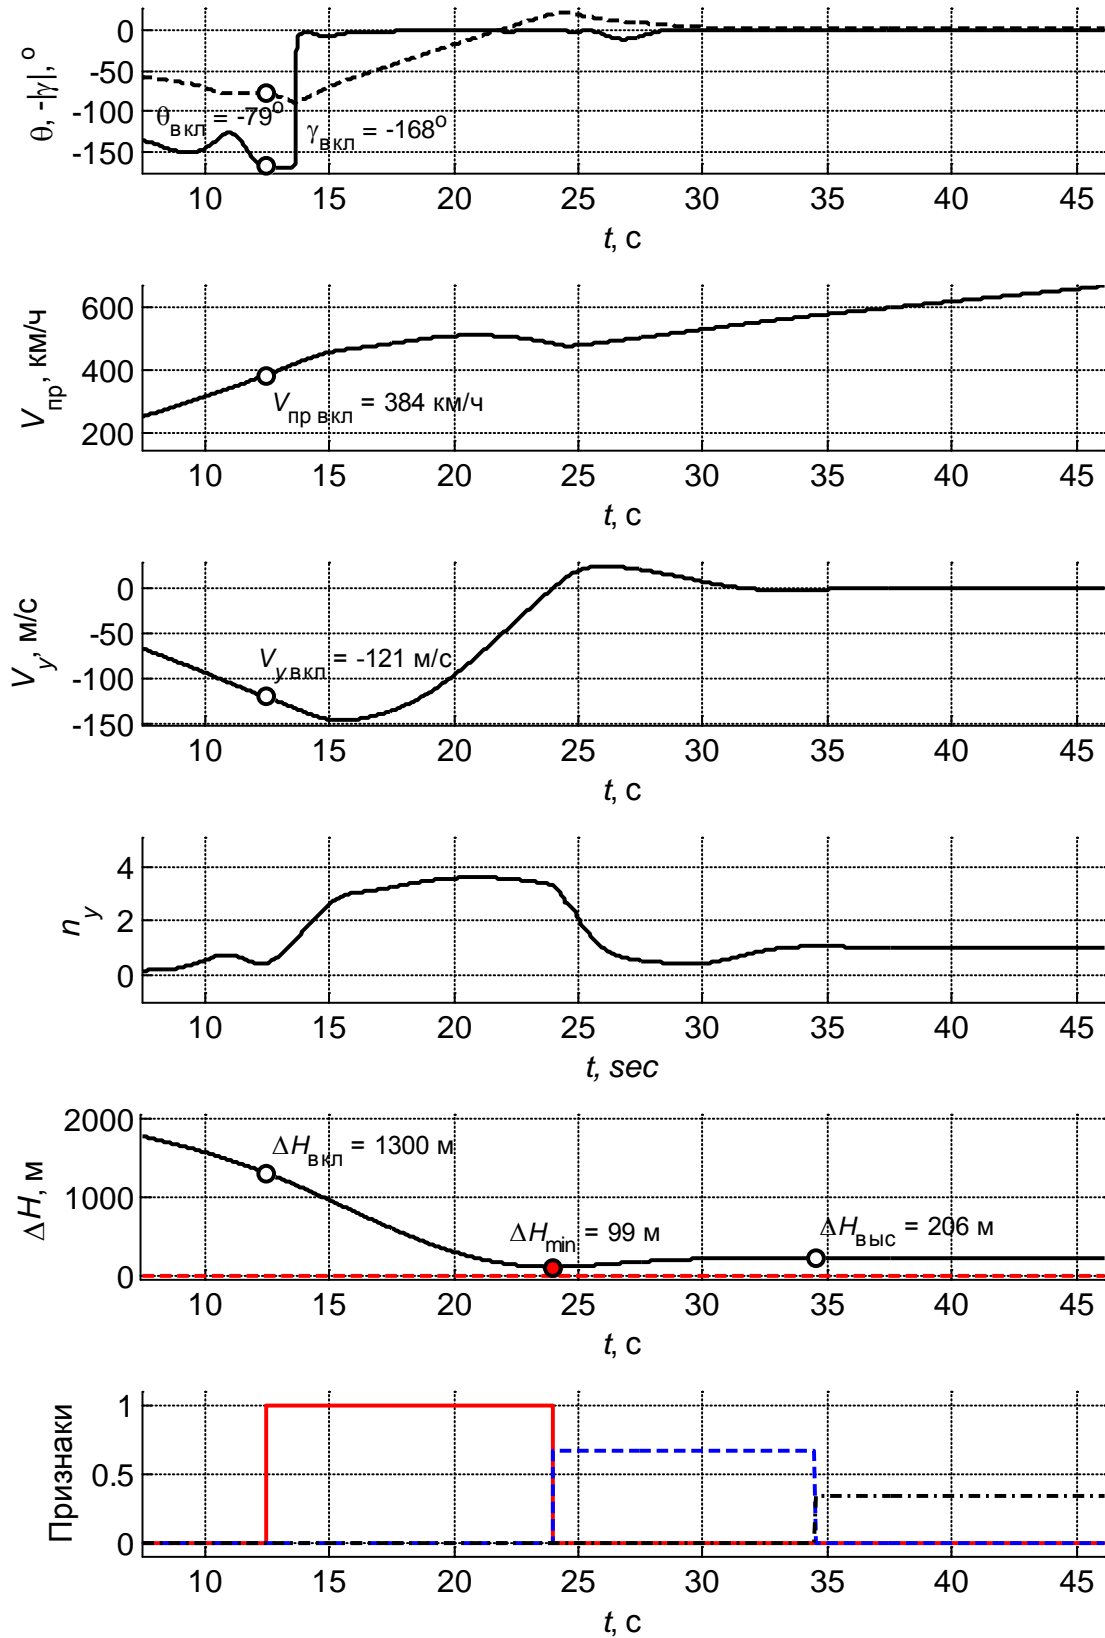 θ, -|γ|, °
0
-50
-100
-150
θвкл = -79°
γвкл = -168°
10 15 20 25 30 35 40 45
t, с
Vпр, км/ч
600
400
200
Vпр вкл = 384 км/ч
10 15 20 25 30 35 40 45
t, с
Vy, м/с
0
-50
-100
-150
Vy вкл = -121 м/с
10 15 20 25 30 35 40 45
t, с
ny
4
2
0
10 15 20 25 30 35 40 45
t, sec
ΔH, м
2000
1000
0
ΔHвкл = 1300 м
ΔHmin = 99 м
ΔHвыс = 206 м
10 15 20 25 30 35 40 45
t, с
Признаки
1
0.5
0
10 15 20 25 30 35 40 45
t, с